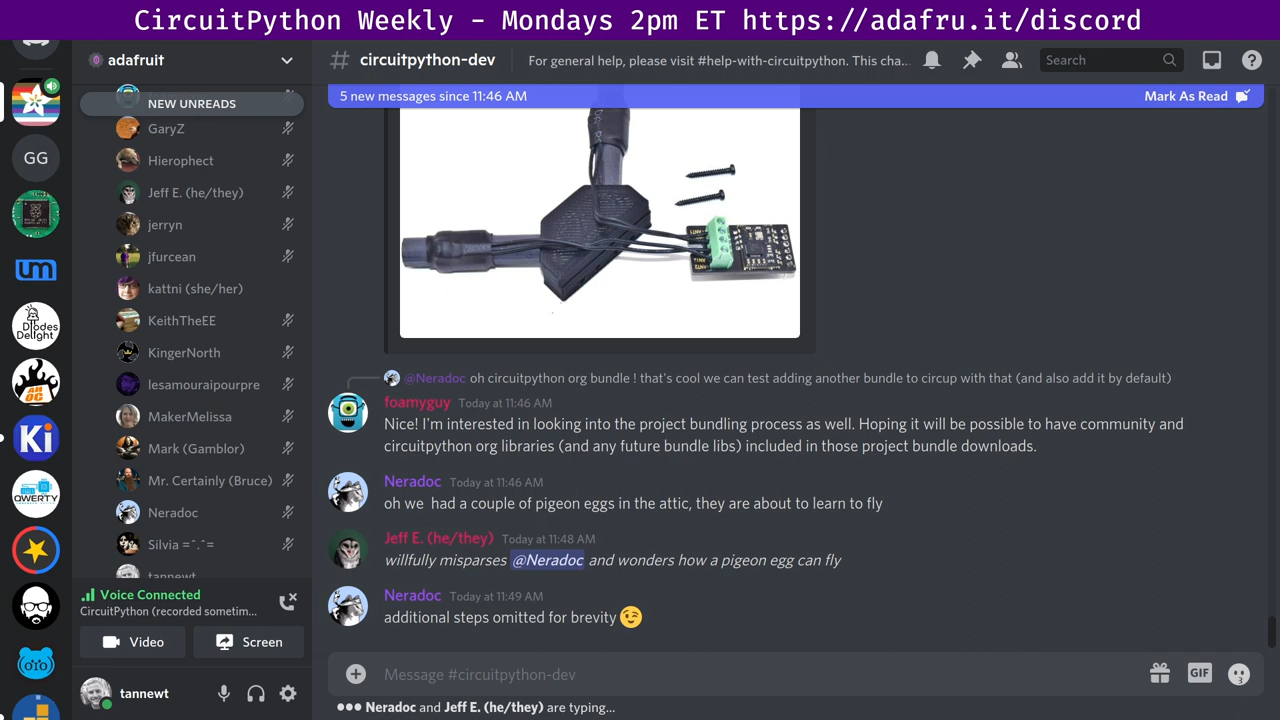 CircuitPython Weekly - Mondays 2pm ET https://adafru.it/discord
adafruit
NEW UNREADS
GaryZ
Hierophect
Jeff E. (he/they)
jerryn
jfurcean
kattni (she/her)
KeithTheEE
KingerNorth
lesamouraipourpre
MakerMelissa
Mark (Gamblor)
Mr. Certainly (Bruce)
Neradoc
Silvia =^.^=
tannewt
Voice Connected
CircuitPython (recorded sometim...
Video
Screen
tannewt
GG
Diodes
Delight
AH
OC
Ki
QWERTY
# circuitpython-dev
For general help, please visit #help-with-circuitpython. This cha...
Search
5 new messages since 11:46 AM
Mark As Read
@Neradoc oh circuitpython org bundle ! that's cool we can test adding another bundle to circup with that (and also add it by default)
foamyguy Today at 11:46 AM
Nice! I'm interested in looking into the project bundling process as well. Hoping it will be possible to have community and
circuitpython org libraries (and any future bundle libs) included in those project bundle downloads.
Neradoc Today at 11:46 AM
oh we had a couple of pigeon eggs in the attic, they are about to learn to fly
Jeff E. (he/they) Today at 11:48 AM
willfully misparses @Neradoc and wonders how a pigeon egg can fly
Neradoc Today at 11:49 AM
additional steps omitted for brevity 😉
Message #circuitpython-dev
GIF
Neradoc and Jeff E. (he/they) are typing...